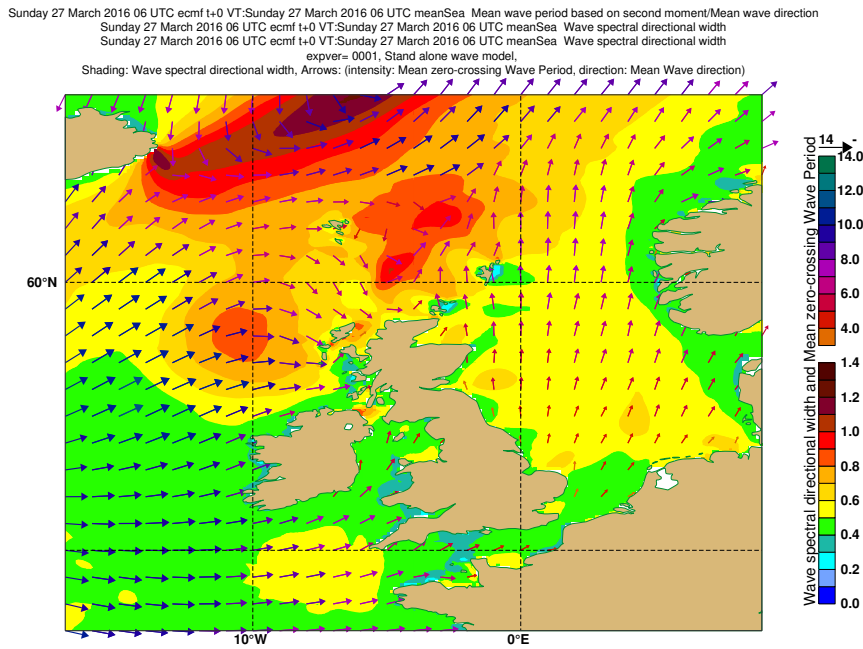 Sunday 27 March 2016 06 UTC ecmf t+0 VT:Sunday 27 March 2016 06 UTC meanSea Mean wave period based on second moment/Mean wave direction
Sunday 27 March 2016 06 UTC ecmf t+0 VT:Sunday 27 March 2016 06 UTC meanSea Wave spectral directional width
Sunday 27 March 2016 06 UTC ecmf t+0 VT:Sunday 27 March 2016 06 UTC meanSea Wave spectral directional width
expver= 0001, Stand alone wave model,
Shading: Wave spectral directional width, Arrows: (intensity: Mean zero-crossing Wave Period, direction: Mean Wave direction)
60°N
10°W
0°E
Wave spectral directional width and Mean zero-crossing Wave Period
14 -
14.0
12.0
10.0
8.0
6.0
4.0
1.4
1.2
1.0
0.8
0.6
0.4
0.2
0.0